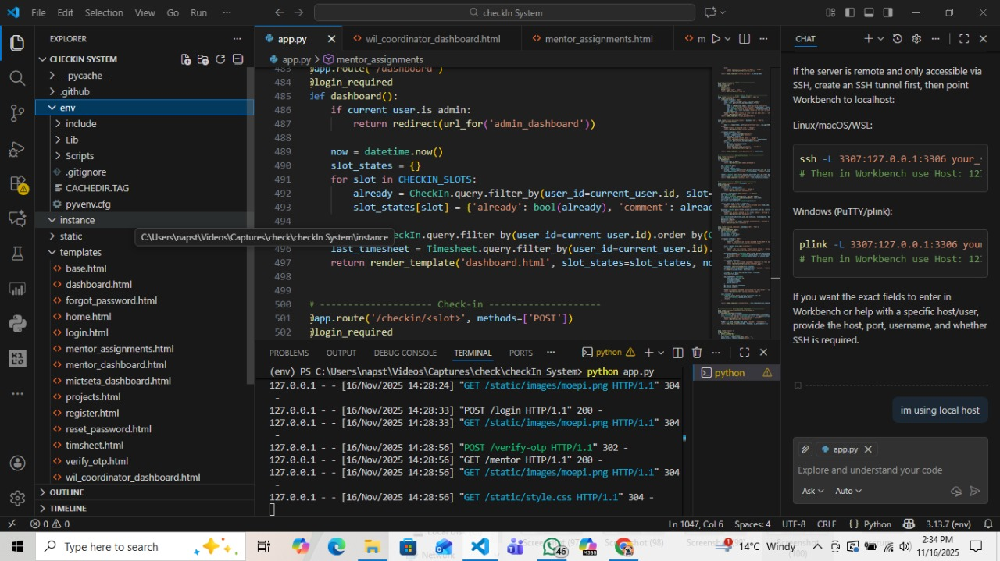 File Edit Selection View Go Run ···
checkIn System
EXPLORER
CHECKIN SYSTEM
__pycache__
.github
env
Include
Lib
Scripts
.gitignore
CACHEDIR.TAG
pyvenv.cfg
instance
static
templates
base.html
dashboard.html
forgot_password.html
home.html
login.html
mentor_assignments.html
mentor_dashboard.html
mictseta_dashboard.html
projects.html
register.html
reset_password.html
timsheet.html
verify_otp.html
wil_coordinator_dashboard.html
OUTLINE
TIMELINE
C:\Users\napst\Videos\Captures\check\checkIn System\instance
app.py
wil_coordinator_dashboard.html
mentor_assignments.html
m
app.py > mentor_assignments
483 @app.route('/dashboard')
484 @login_required
485 def dashboard():
486 if current_user.is_admin:
487 return redirect(url_for('admin_dashboard'))
488
489 now = datetime.now()
490 slot_states = {}
491 for slot in CHECKIN_SLOTS:
492 already = CheckIn.query.filter_by(user_id=current_user.id, slot=
493 slot_states[slot] = {'already': bool(already), 'comment': alread
494
eckIn.query.filter_by(user_id=current_user.id).order_by(C
496 last_timesheet = Timesheet.query.filter_by(user_id=current_user.id).
497 return render_template('dashboard.html', slot_states=slot_states, no
498
499
500 # -------------------- Check-in --------------------
501 @app.route('/checkin/<slot>', methods=['POST'])
502 @login_required
PROBLEMS OUTPUT DEBUG CONSOLE TERMINAL PORTS ···
python
(env) PS C:\Users\napst\Videos\Captures\check\checkIn System> python app.py
127.0.0.1 - - [16/Nov/2025 14:28:24] "GET /static/images/moepi.png HTTP/1.1" 304
-
127.0.0.1 - - [16/Nov/2025 14:28:33] "POST /login HTTP/1.1" 200 -
127.0.0.1 - - [16/Nov/2025 14:28:33] "GET /static/images/moepi.png HTTP/1.1" 304
-
127.0.0.1 - - [16/Nov/2025 14:28:56] "POST /verify-otp HTTP/1.1" 302 -
127.0.0.1 - - [16/Nov/2025 14:28:56] "GET /mentor HTTP/1.1" 200 -
127.0.0.1 - - [16/Nov/2025 14:28:56] "GET /static/images/moepi.png HTTP/1.1" 304
-
127.0.0.1 - - [16/Nov/2025 14:28:56] "GET /static/style.css HTTP/1.1" 304 -
python
CHAT
If the server is remote and only accessible via
SSH, create an SSH tunnel first, then point
Workbench to localhost:
Linux/macOS/WSL:
ssh -L 3307:127.0.0.1:3306 your_s
# Then in Workbench use Host: 127
Windows (PuTTY/plink):
plink -L 3307:127.0.0.1:3306 your
# Then in Workbench use Host: 127
If you want the exact fields to enter in
Workbench or help with a specific server,
provide the host, port, username, and whether
SSH is required.
im using local host
app.py
Explore and understand your code
Ask Auto
0 0
Ln 1047, Col 6 Spaces: 4 UTF-8 CRLF {} Python 3.13.7 (env)
Type here to search
46
M365
1
14°C Windy
2:34 PM
11/16/2025